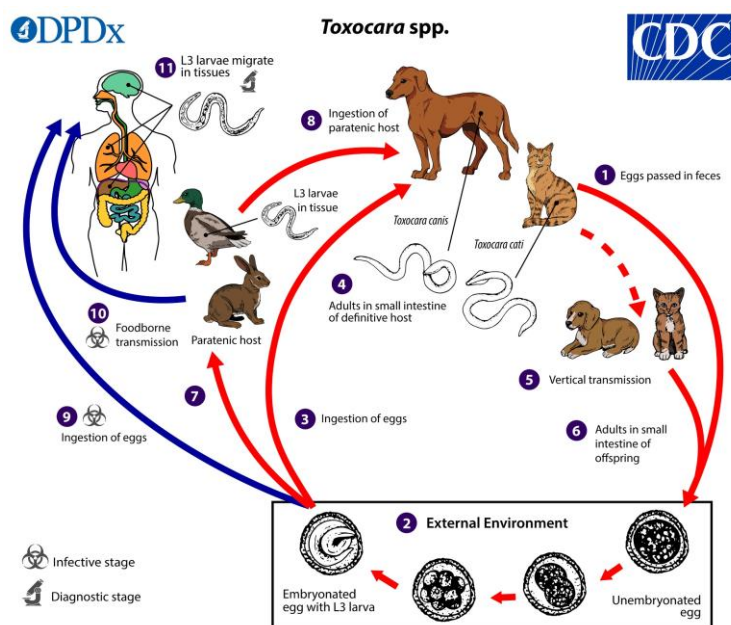 DPDx
Toxocara spp.
CDC
11 L3 larvae migrate
in tissues
8 Ingestion of
paratenic host
1 Eggs passed in feces
L3 larvae
in tissue
Toxocara canis
Toxocara cati
4
Adults in small intestine
of definitive host
10
Foodborne
transmission
Paratenic host
5 Vertical transmission
7
9
Ingestion of eggs
3 Ingestion of eggs
6 Adults in small
intestine of
offspring
2 External Environment
Infective stage
Diagnostic stage
Embryonated
egg with L3 larva
Unembryonated
egg